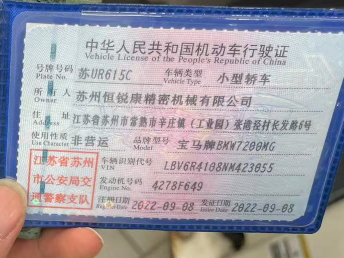 中华人民共和国机动车行驶证
Vehicle License of the People's Republic of China
号牌号码 苏UR615C 车辆类型 小型轿车
Plate No. Vehicle Type
所有人 苏州恒锐康精密机械有限公司
Owner
住址 江苏省苏州市常熟市辛庄镇(工业园)张港泾村长发路6号
Address
使用性质 非营运 品牌型号 宝马牌BMW7200MG
Use Character Model
江苏省苏州 车辆识别代号 LBV6R4108NM423055
VIN
市公安局交 发动机号码 4278F649
Engine No.
通警察支队 注册日期 2022-09-08 发证日期 2022-09-08
Register Date Issue Date